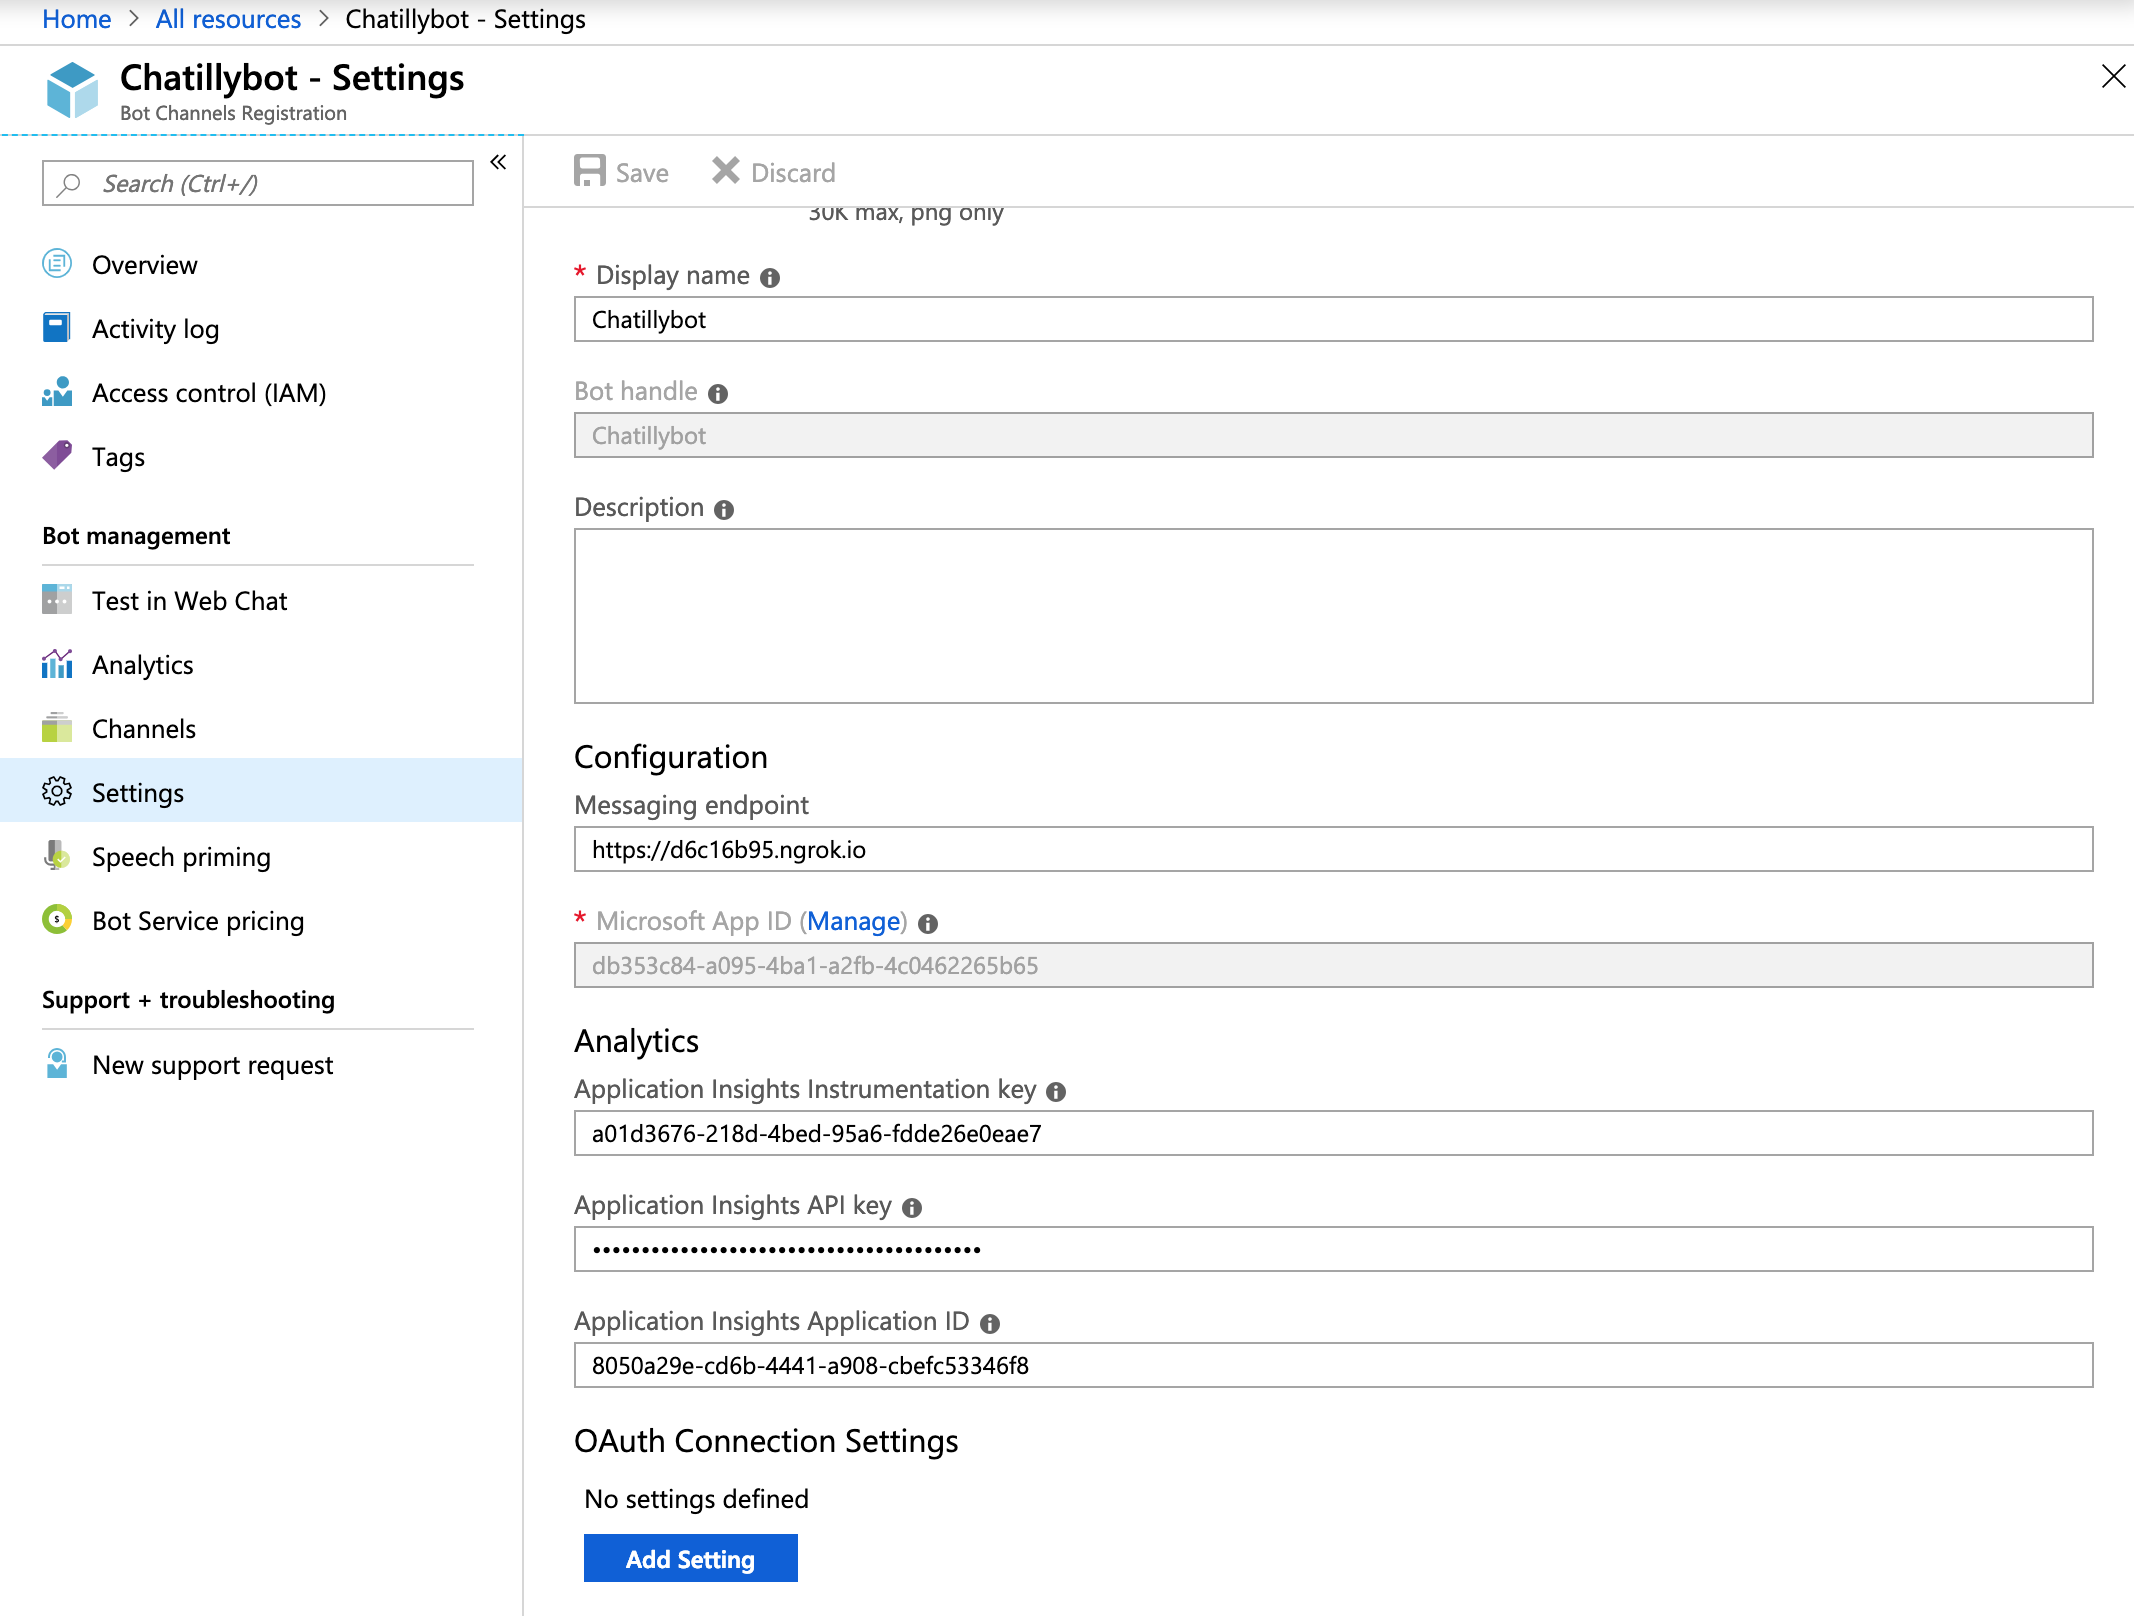 Home > All resources > Chatillybot - Settings
Chatillybot - Settings
Bot Channels Registration
Search (Ctrl+/)
«
Overview
Activity log
Access control (IAM)
Tags
Bot management
Test in Web Chat
Analytics
Channels
Settings
Speech priming
Bot Service pricing
Support + troubleshooting
New support request
Save Discard
30K max, png only
* Display name
Chatillybot
Bot handle
Chatillybot
Description
Configuration
Messaging endpoint
https://d6c16b95.ngrok.io
* Microsoft App ID (Manage)
db353c84-a095-4ba1-a2fb-4c0462265b65
Analytics
Application Insights Instrumentation key
a01d3676-218d-4bed-95a6-fdde26e0eae7
Application Insights API key
••••••••••••••••••••••••••••••••••••••••
Application Insights Application ID
8050a29e-cd6b-4441-a908-cbefc53346f8
OAuth Connection Settings
No settings defined
Add Setting